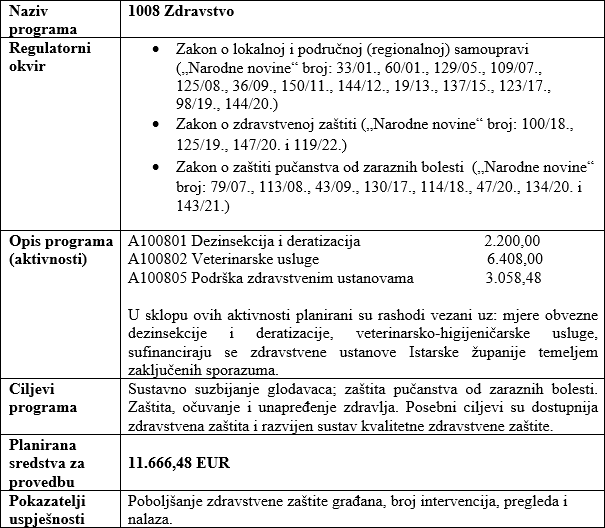 Naziv programa
1008 Zdravstvo
Regulatorni okvir
• Zakon o lokalnoj i područnoj (regionalnoj) samoupravi
(„Narodne novine“ broj: 33/01., 60/01., 129/05., 109/07.,
125/08., 36/09., 150/11., 144/12., 19/13., 137/15., 123/17.,
98/19., 144/20.)
• Zakon o zdravstvenoj zaštiti („Narodne novine“ broj: 100/18.,
125/19., 147/20. i 119/22.)
• Zakon o zaštiti pučanstva od zaraznih bolesti („Narodne novine“
broj: 79/07., 113/08., 43/09., 130/17., 114/18., 47/20., 134/20. i
143/21.)
Opis programa
(aktivnosti)
A100801 Dezinsekcija i deratizacija 2.200,00
A100802 Veterinarske usluge 6.408,00
A100805 Podrška zdravstvenim ustanovama 3.058,48
U sklopu ovih aktivnosti planirani su rashodi vezani uz: mjere obvezne
dezinsekcije i deratizacije, veterinarsko-higijeničarske usluge,
sufinanciraju se zdravstvene ustanove Istarske županije temeljem
zaključenih sporazuma.
Ciljevi
programa
Sustavno suzbijanje glodavaca; zaštita pučanstva od zaraznih bolesti.
Zaštita, očuvanje i unapređenje zdravlja. Posebni ciljevi su dostupnija
zdravstvena zaštita i razvijen sustav kvalitetne zdravstvene zaštite.
Planirana
sredstva za
provedbu
11.666,48 EUR
Pokazatelji
uspješnosti
Poboljšanje zdravstvene zaštite građana, broj intervencija, pregleda i
nalaza.